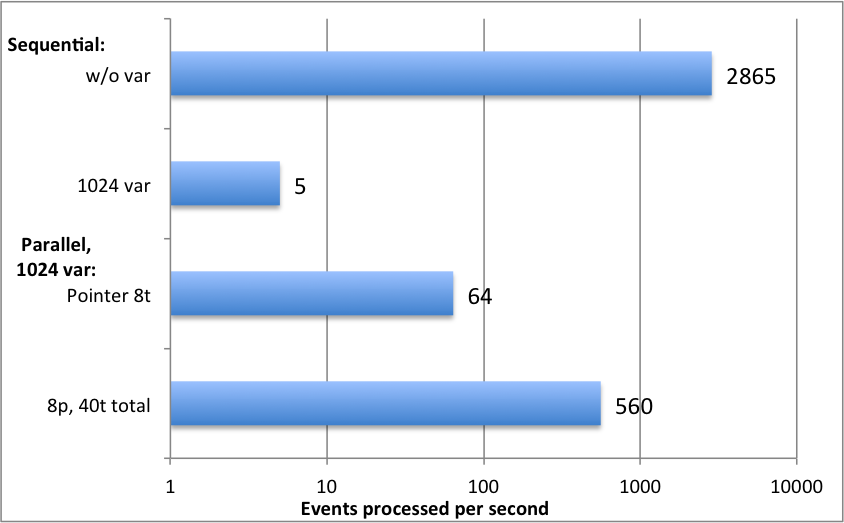 Sequential:
w/o var
2865
1024 var
5
Parallel,
1024 var:
Pointer 8t
64
8p, 40t total
560
1 10 100 1000 10000
Events processed per second